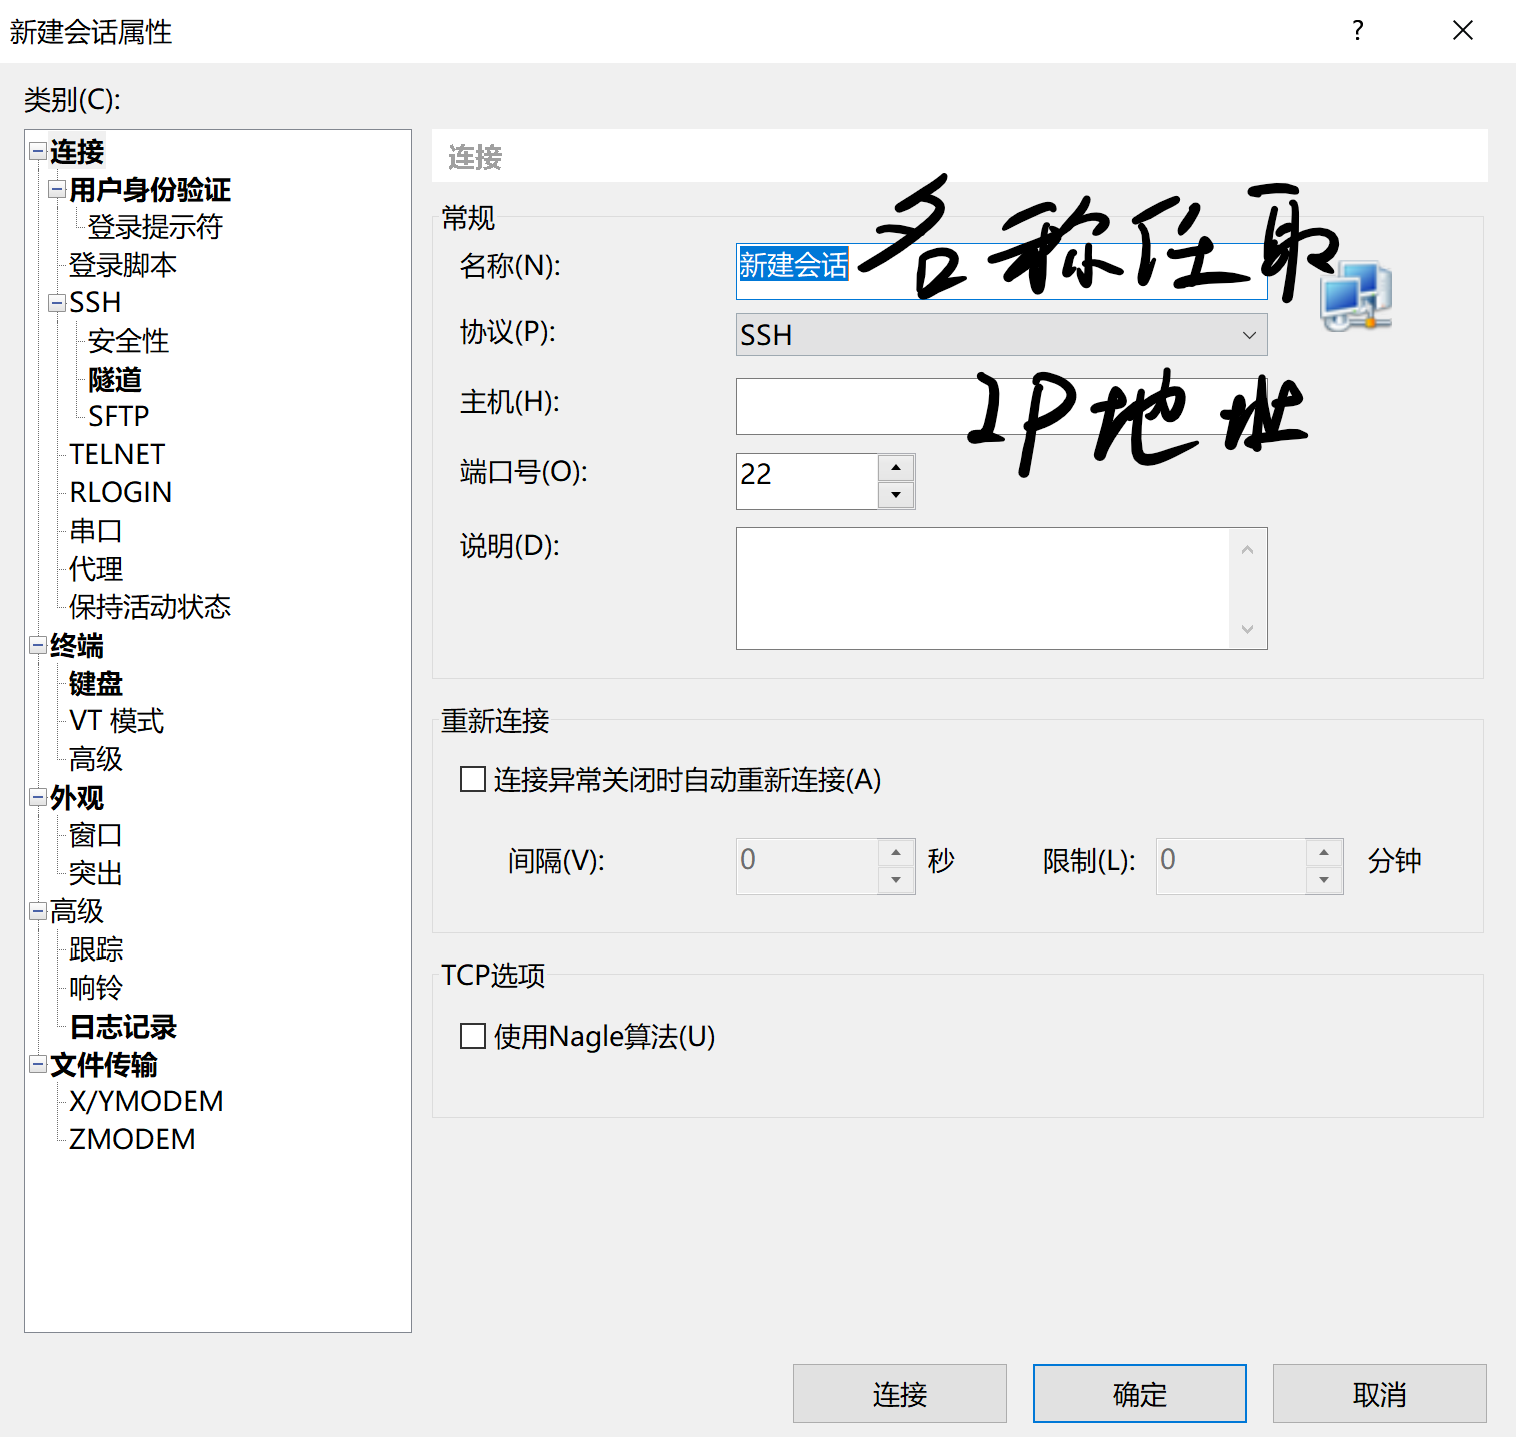 新建会话属性
?
类别(C):
连接
用户身份验证
登录提示符
登录脚本
SSH
安全性
隧道
SFTP
TELNET
RLOGIN
串口
代理
保持活动状态
终端
键盘
VT 模式
高级
外观
窗口
突出
高级
跟踪
响铃
日志记录
文件传输
X/YMODEM
ZMODEM
连接
常规
名称(N): 新建会话 名称任取
协议(P): SSH
主机(H): IP地址
端口号(O): 22
说明(D):
重新连接
连接异常关闭时自动重新连接(A)
间隔(V): 0 秒 限制(L): 0 分钟
TCP选项
使用Nagle算法(U)
连接 确定 取消